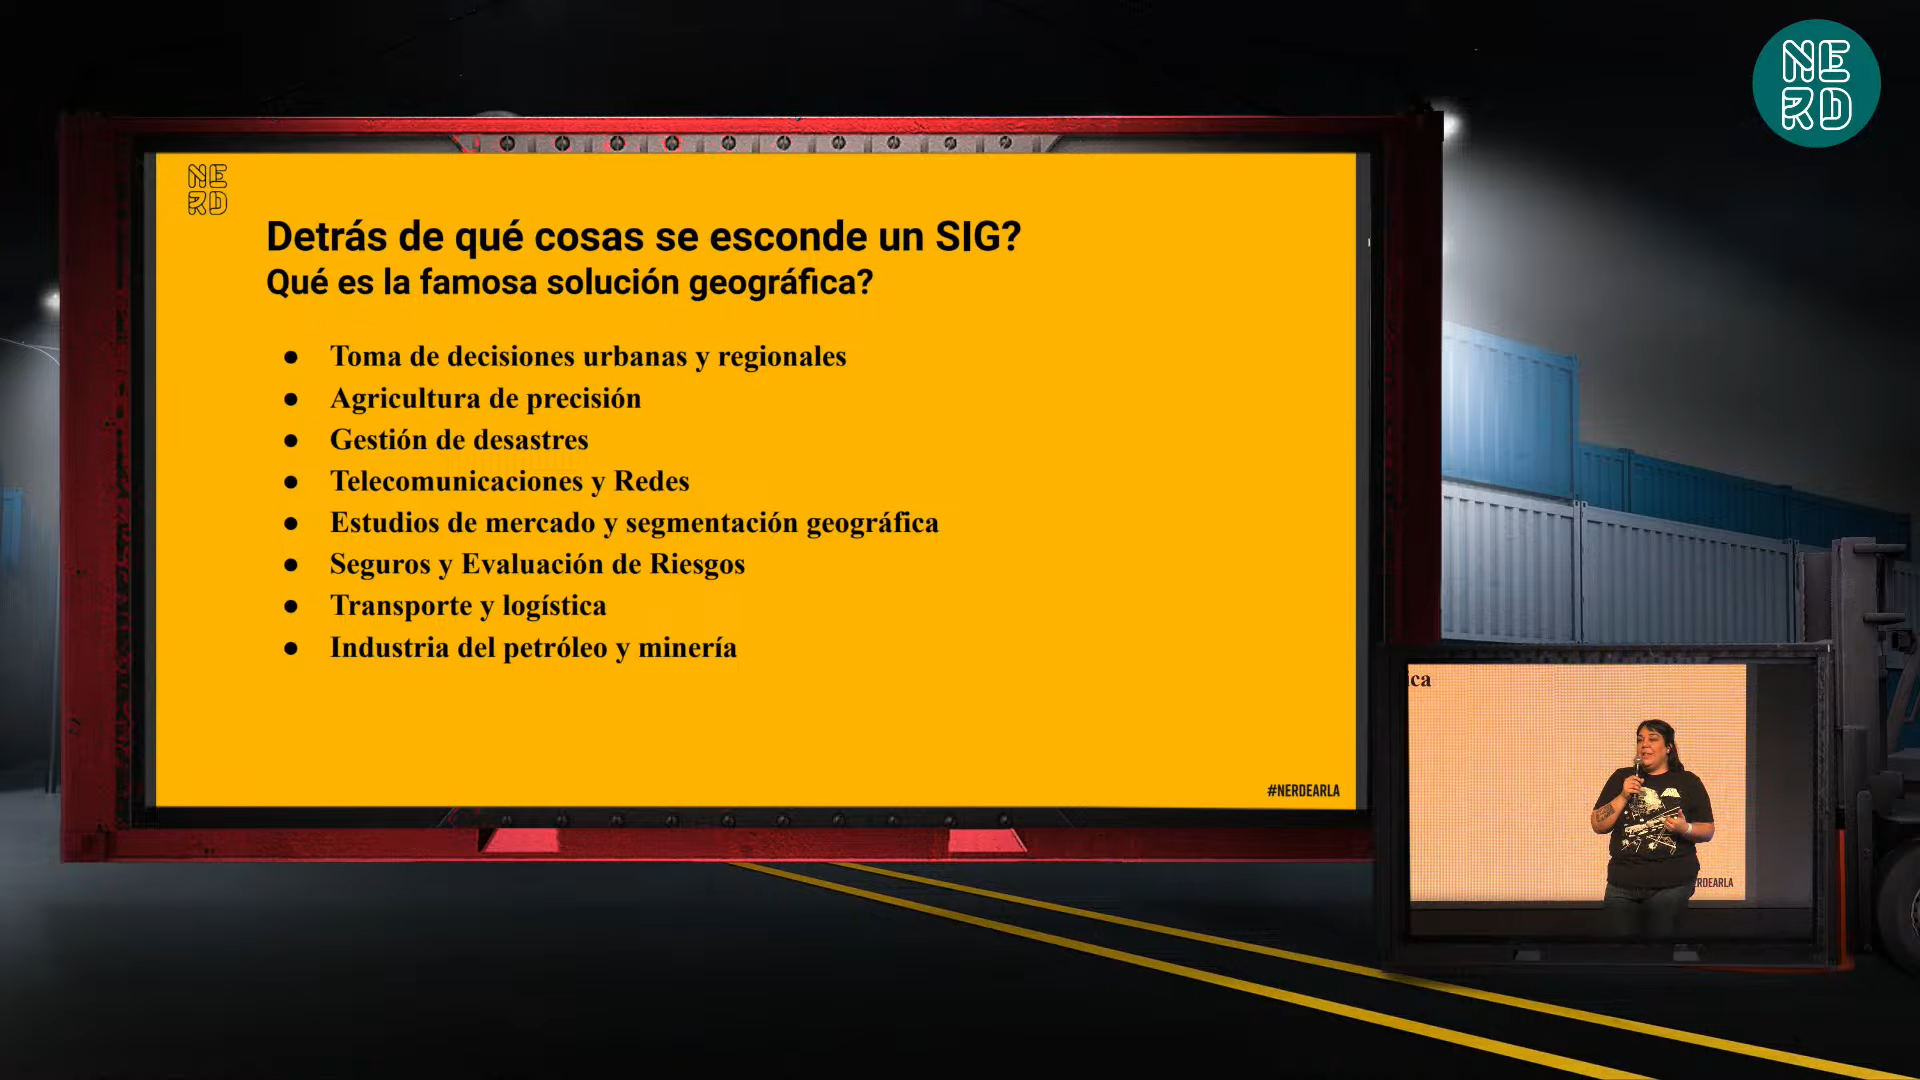 NE
RD
NE
RD
Detrás de qué cosas se esconde un SIG?
Qué es la famosa solución geográfica?
● Toma de decisiones urbanas y regionales
● Agricultura de precisión
● Gestión de desastres
● Telecomunicaciones y Redes
● Estudios de mercado y segmentación geográfica
● Seguros y Evaluación de Riesgos
● Transporte y logística
● Industria del petróleo y minería
#NERDEARLA
ica
ERDEARLA